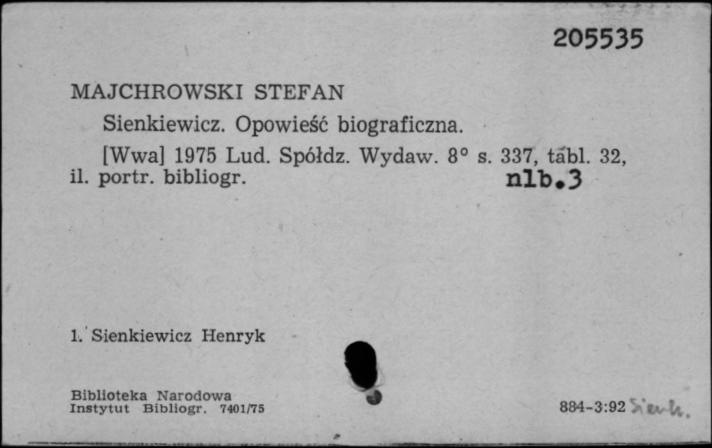 205535
MAJCHROWSKI STEFAN
Sienkiewicz. Opowieść biograficzna.
[Wwa] 1975 Lud. Spółdz. Wydaw. 8° s. 337, tabl. 32,
il. portr. bibliogr. nlb.3
1. Sienkiewicz Henryk
Biblioteka Narodowa
Instytut Bibliogr. 7401/75
884-3:92 Sienk.